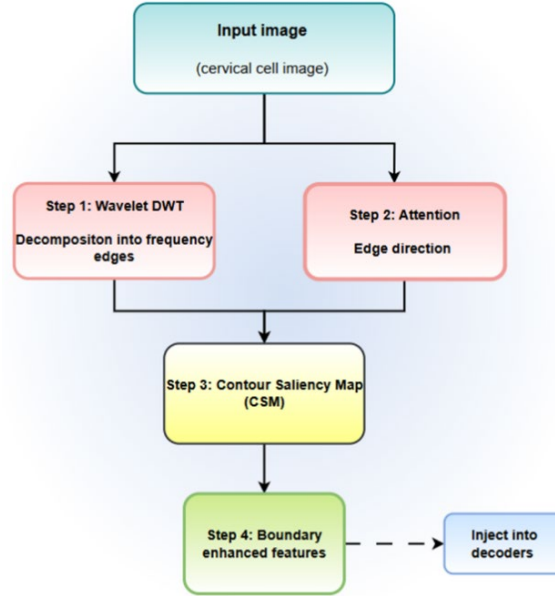 Input image
(cervical cell image)
Step 1: Wavelet DWT
Decompositon into frequency
edges
Step 2: Attention
Edge direction
Step 3: Contour Saliency Map
(CSM)
Step 4: Boundary
enhanced features
Inject into
decoders